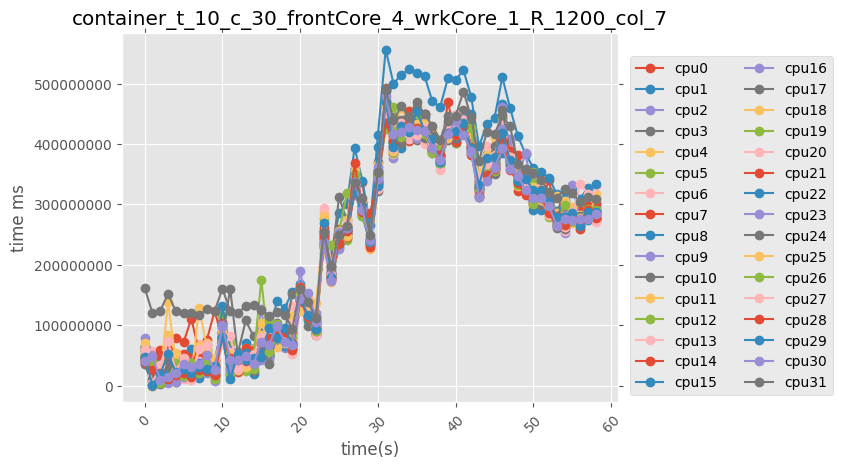 container_t_10_c_30_frontCore_4_wrkCore_1_R_1200_col_7
time ms
500000000
400000000
300000000
200000000
100000000
0
0
10
20
30
40
50
60
time(s)
cpu0
cpu1
cpu2
cpu3
cpu4
cpu5
cpu6
cpu7
cpu8
cpu9
cpu10
cpu11
cpu12
cpu13
cpu14
cpu15
cpu16
cpu17
cpu18
cpu19
cpu20
cpu21
cpu22
cpu23
cpu24
cpu25
cpu26
cpu27
cpu28
cpu29
cpu30
cpu31